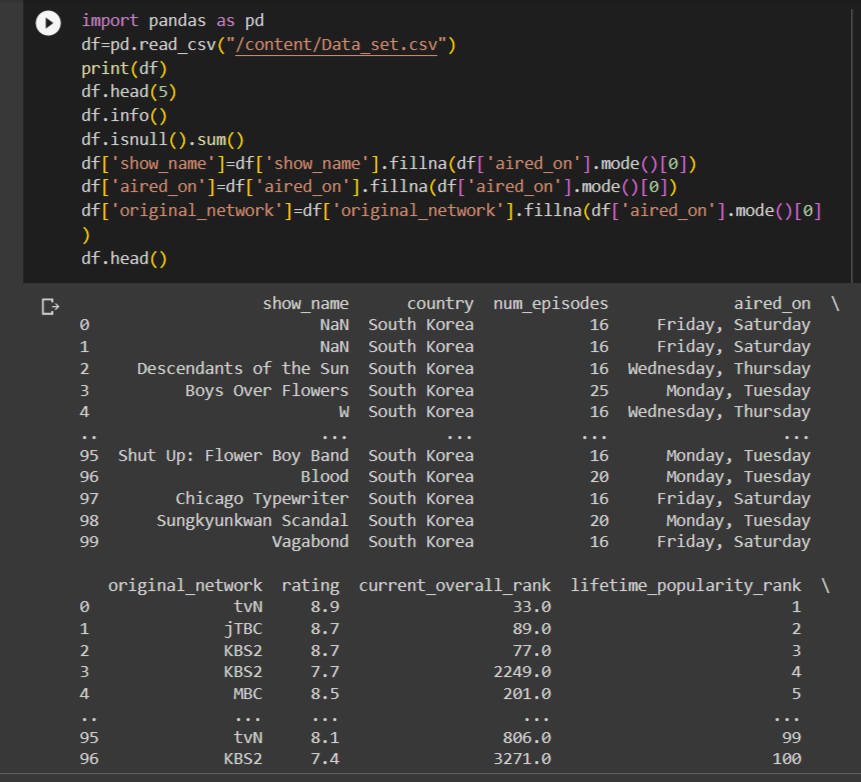 import pandas as pd
df=pd.read_csv("/content/Data_set.csv")
print(df)
df.head(5)
df.info()
df.isnull().sum()
df['show_name']=df['show_name'].fillna(df['aired_on'].mode()[0])
df['aired_on']=df['aired_on'].fillna(df['aired_on'].mode()[0])
df['original_network']=df['original_network'].fillna(df['aired_on'].mode()[0]
)
df.head()
show_name country num_episodes aired_on \
0 NaN South Korea 16 Friday, Saturday
1 NaN South Korea 16 Friday, Saturday
2 Descendants of the Sun South Korea 16 Wednesday, Thursday
3 Boys Over Flowers South Korea 25 Monday, Tuesday
4 W South Korea 16 Wednesday, Thursday
.. ... ... ... ...
95 Shut Up: Flower Boy Band South Korea 16 Monday, Tuesday
96 Blood South Korea 20 Monday, Tuesday
97 Chicago Typewriter South Korea 16 Friday, Saturday
98 Sungkyunkwan Scandal South Korea 20 Monday, Tuesday
99 Vagabond South Korea 16 Friday, Saturday
original_network rating current_overall_rank lifetime_popularity_rank \
0 tvN 8.9 33.0 1
1 jTBC 8.7 89.0 2
2 KBS2 8.7 77.0 3
3 KBS2 7.7 2249.0 4
4 MBC 8.5 201.0 5
.. ... ... ... ...
95 tvN 8.1 806.0 99
96 KBS2 7.4 3271.0 100